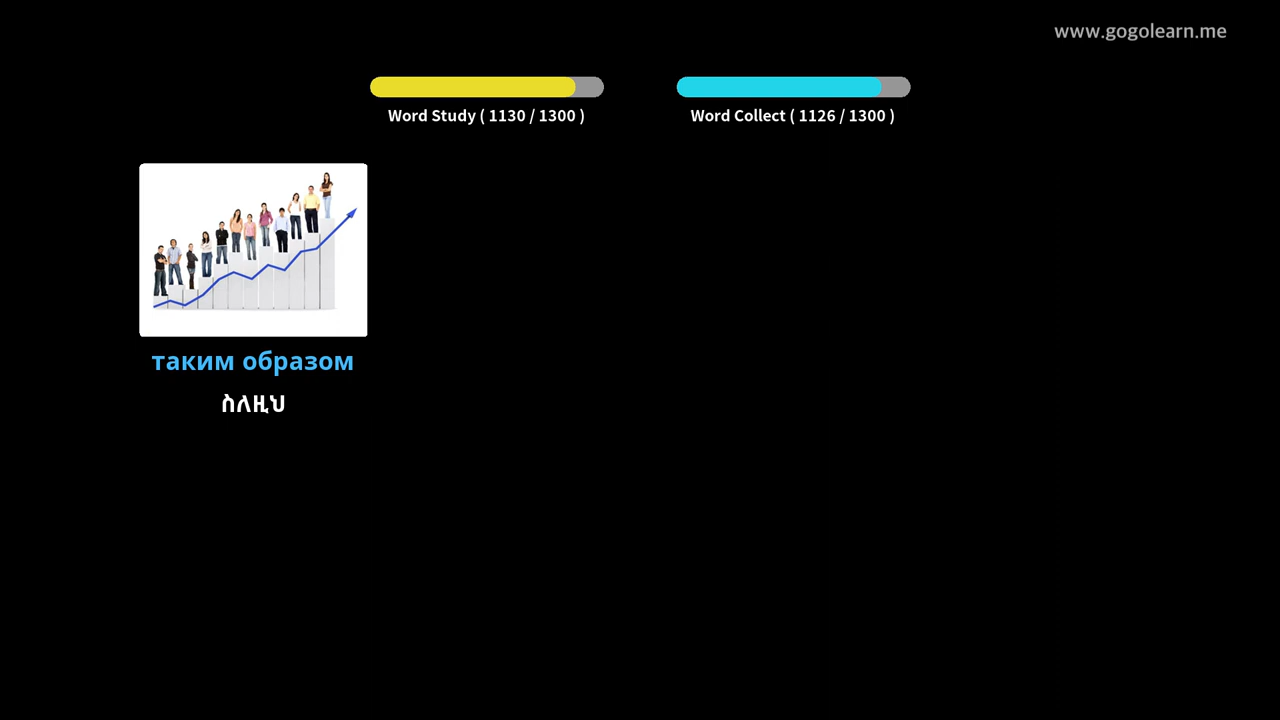 www.gogolearn.me
Word Study ( 1130 / 1300 )
Word Collect ( 1126 / 1300 )
таким образом
ስለዚህ